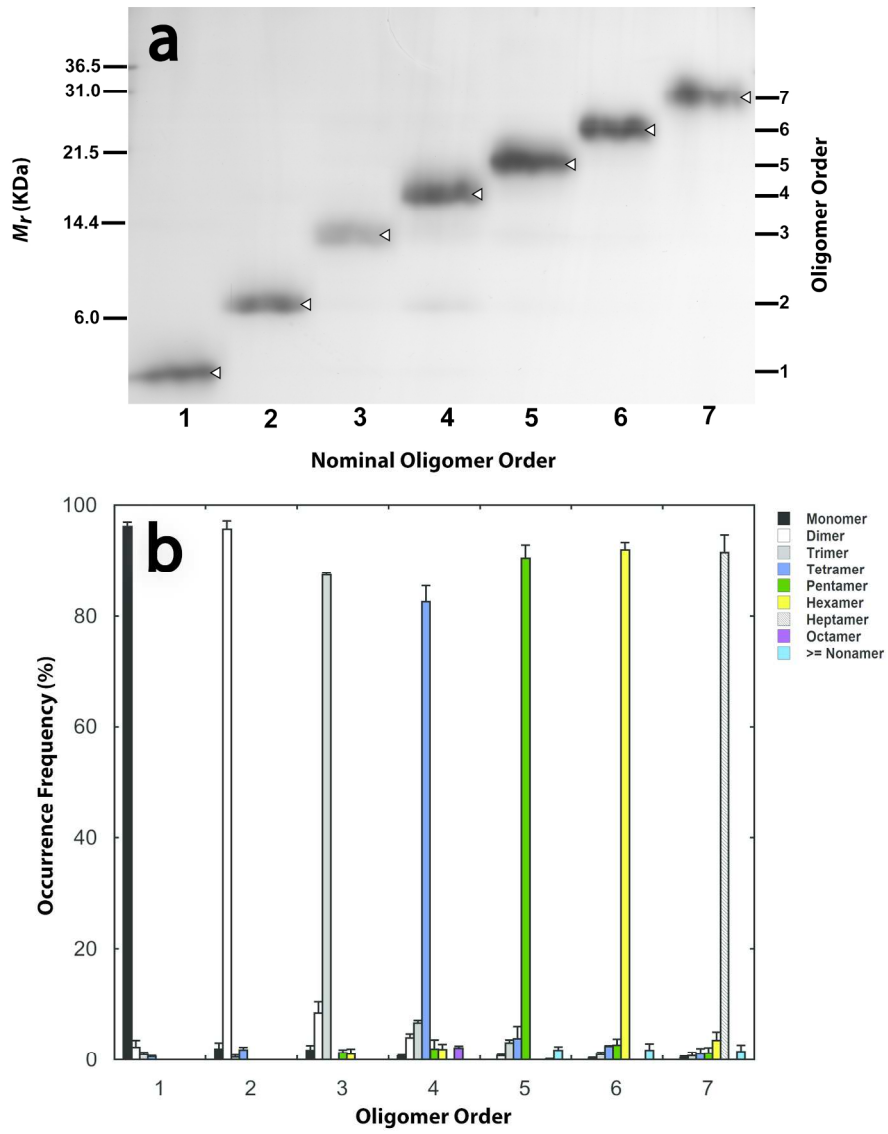 a
36.5
31.0
21.5
14.4
6.0
Mr (KDa)
7
6
5
4
3
2
1
Oligomer Order
1 2 3 4 5 6 7
Nominal Oligomer Order
b
100
80
60
40
20
0
Occurrence Frequency (%)
Monomer
Dimer
Trimer
Tetramer
Pentamer
Hexamer
Heptamer
Octamer
>= Nonamer
1 2 3 4 5 6 7
Oligomer Order